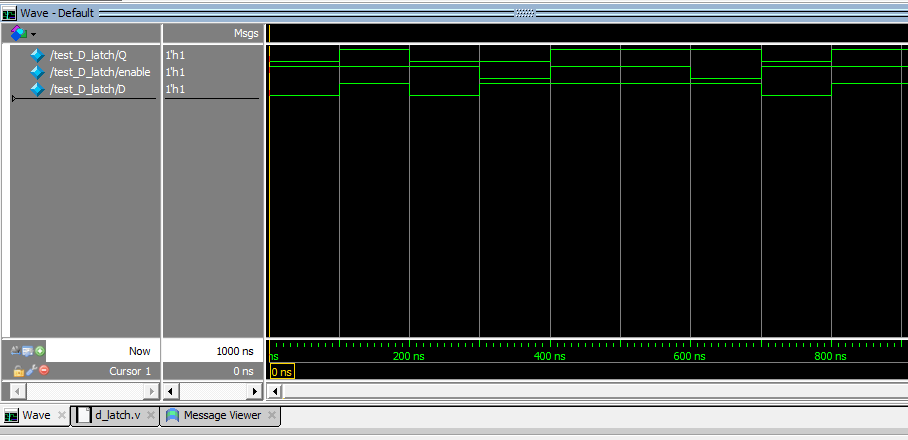 Wave - Default
Msgs
/test_D_latch/Q 1'h1
/test_D_latch/enable 1'h1
/test_D_latch/D 1'h1
Now 1000 ns ns 200 ns 400 ns 600 ns 800 ns
Cursor 1 0 ns 0 ns
Wave d_latch.v Message Viewer